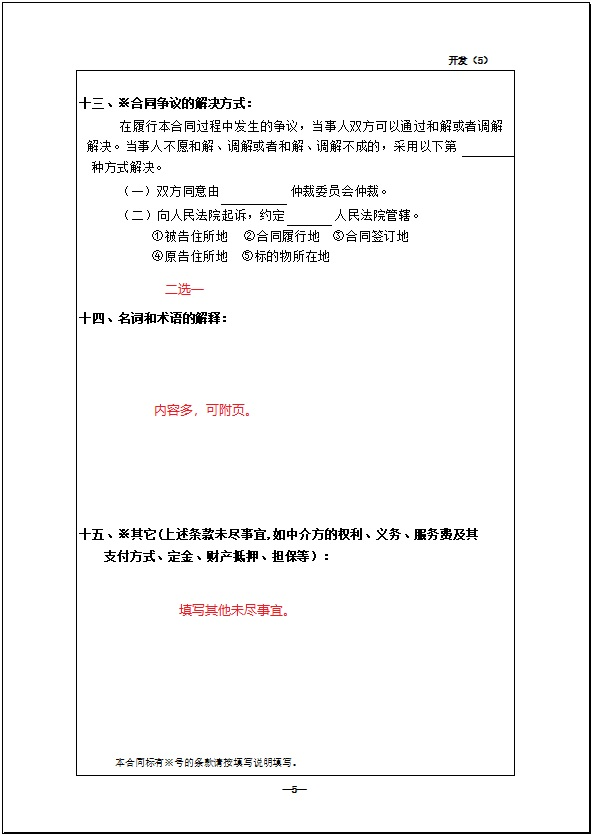 开发（5）
十三、※合同争议的解决方式：
在履行本合同过程中发生的争议，当事人双方可以通过和解或者调解
解决。当事人不愿和解、调解或者和解、调解不成的，采用以下第
种方式解决。
（一）双方同意由 仲裁委员会仲裁。
（二）向人民法院起诉，约定 人民法院管辖。
①被告住所地 ②合同履行地 ③合同签订地
④原告住所地 ⑤标的物所在地
二选一
十四、名词和术语的解释：
内容多，可附页。
十五、※其它(上述条款未尽事宜,如中介方的权利、义务、服务费及其
支付方式、定金、财产抵押、担保等）：
填写其他未尽事宜。
本合同标有※号的条款请按填写说明填写。
—5—